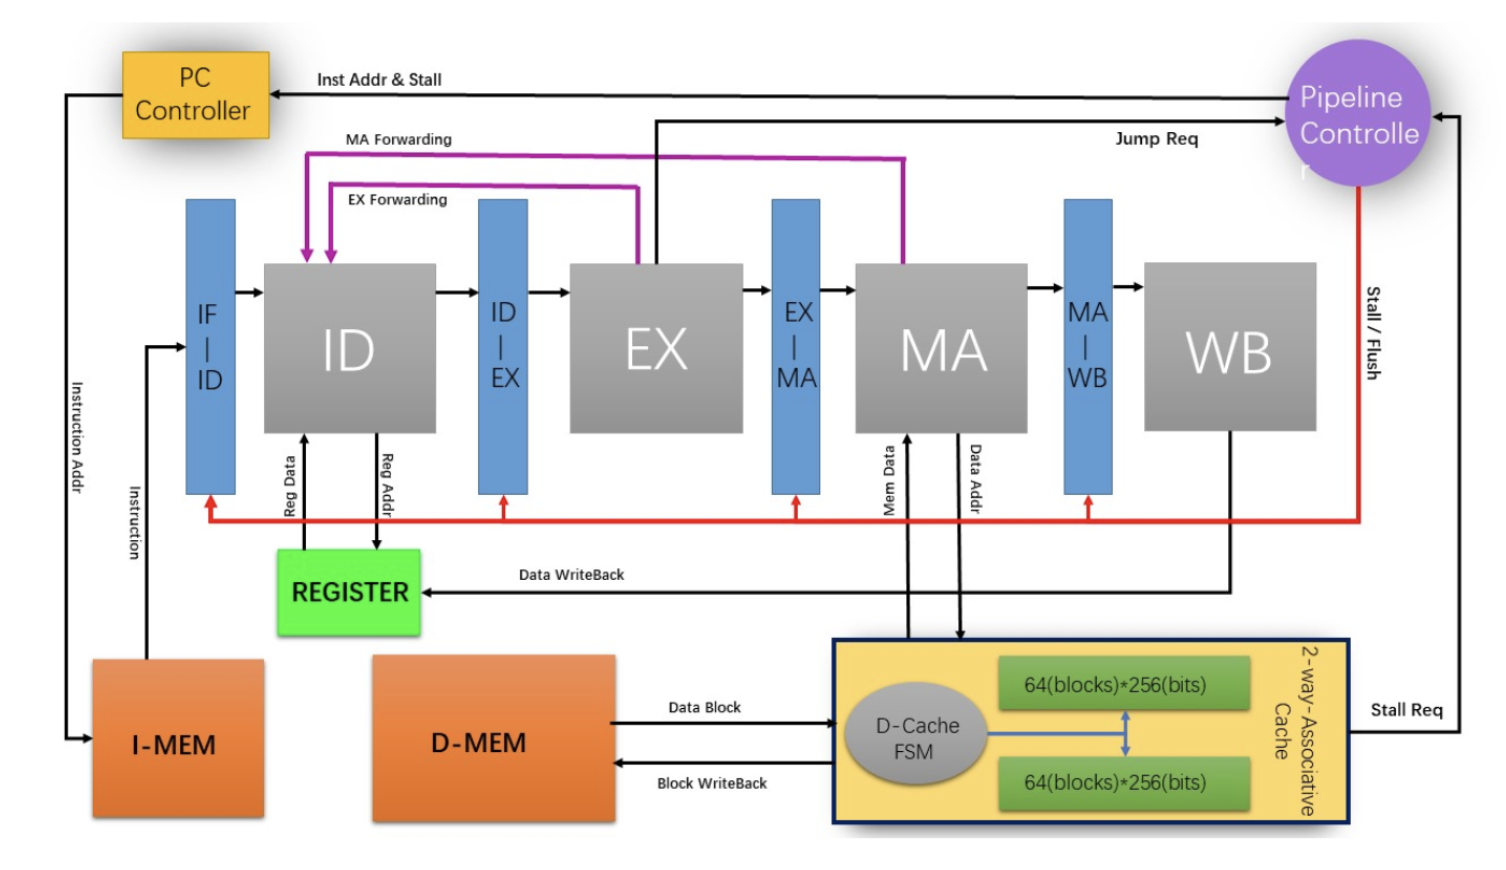 PC
Controller
Inst Addr & Stall
Pipeline
Controlle
r
MA Forwarding
Jump Req
EX Forwarding
IF
|
ID
ID
ID
|
EX
EX
EX
|
MA
MA
MA
|
WB
WB
Stall / Flush
Instruction Addr
Instruction
Reg Data
Reg Addr
Mem Data
Data Addr
REGISTER
Data WriteBack
I-MEM
D-MEM
Data Block
Block WriteBack
D-Cache
FSM
64(blocks)*256(bits)
64(blocks)*256(bits)
2-way-Associative
Cache
Stall Req